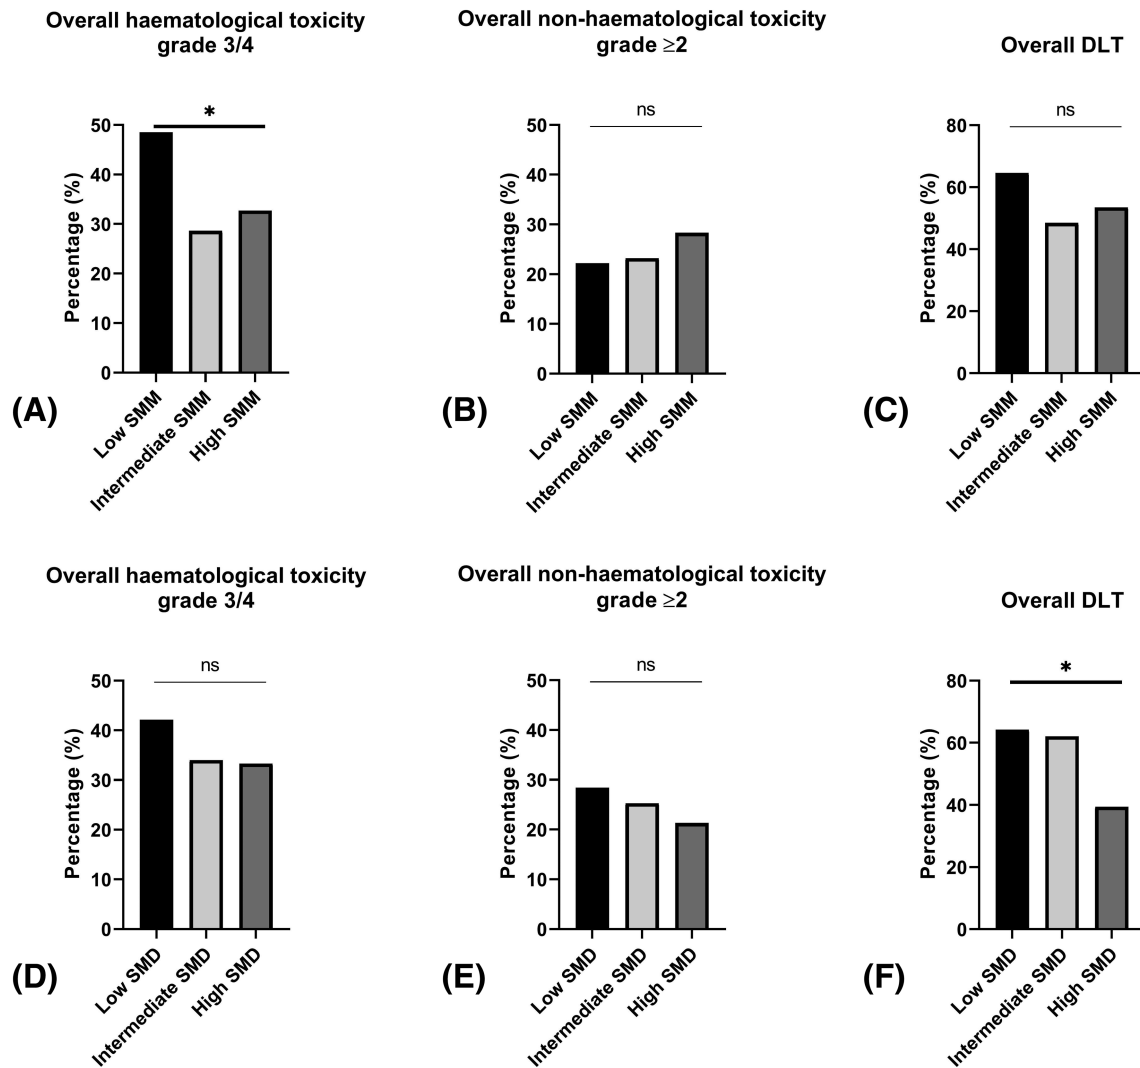 Overall haematological toxicity
grade 3/4
*
Percentage (%)
50
40
30
20
10
0
Low SMM
Intermediate SMM
High SMM
(A)
Overall non-haematological toxicity
grade ≥2
ns
Percentage (%)
50
40
30
20
10
0
Low SMM
Intermediate SMM
High SMM
(B)
Overall DLT
ns
Percentage (%)
80
60
40
20
0
Low SMM
Intermediate SMM
High SMM
(C)
Overall haematological toxicity
grade 3/4
ns
Percentage (%)
50
40
30
20
10
0
Low SMD
Intermediate SMD
High SMD
(D)
Overall non-haematological toxicity
grade ≥2
ns
Percentage (%)
50
40
30
20
10
0
Low SMD
Intermediate SMD
High SMD
(E)
Overall DLT
*
Percentage (%)
80
60
40
20
0
Low SMD
Intermediate SMD
High SMD
(F)